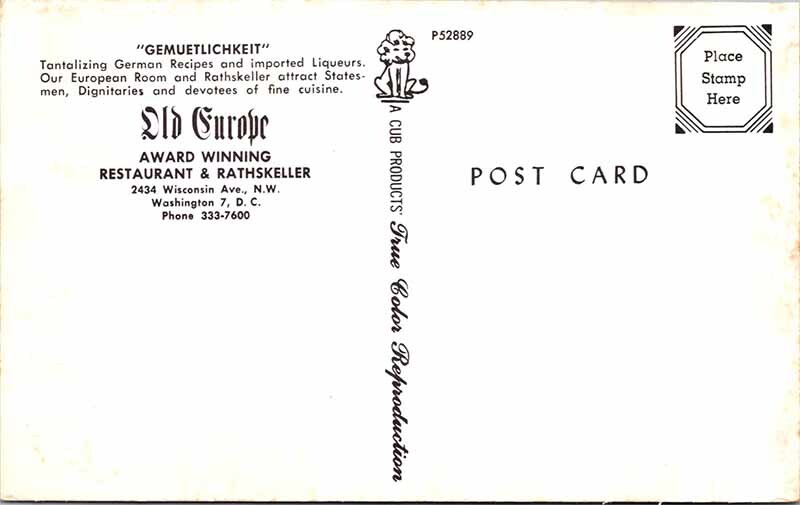 "GEMUETLICHKEIT"
Tantalizing German Recipes and imported Liqueurs.
Our European Room and Rathskeller attract States-
men, Dignitaries and devotees of fine cuisine.
Old Europe
AWARD WINNING
RESTAURANT & RATHSKELLER
2434 Wisconsin Ave., N.W.
Washington 7, D. C.
Phone 333-7600
A CUB PRODUCTS' True Color Reproduction
P52889
Place
Stamp
Here
POST CARD